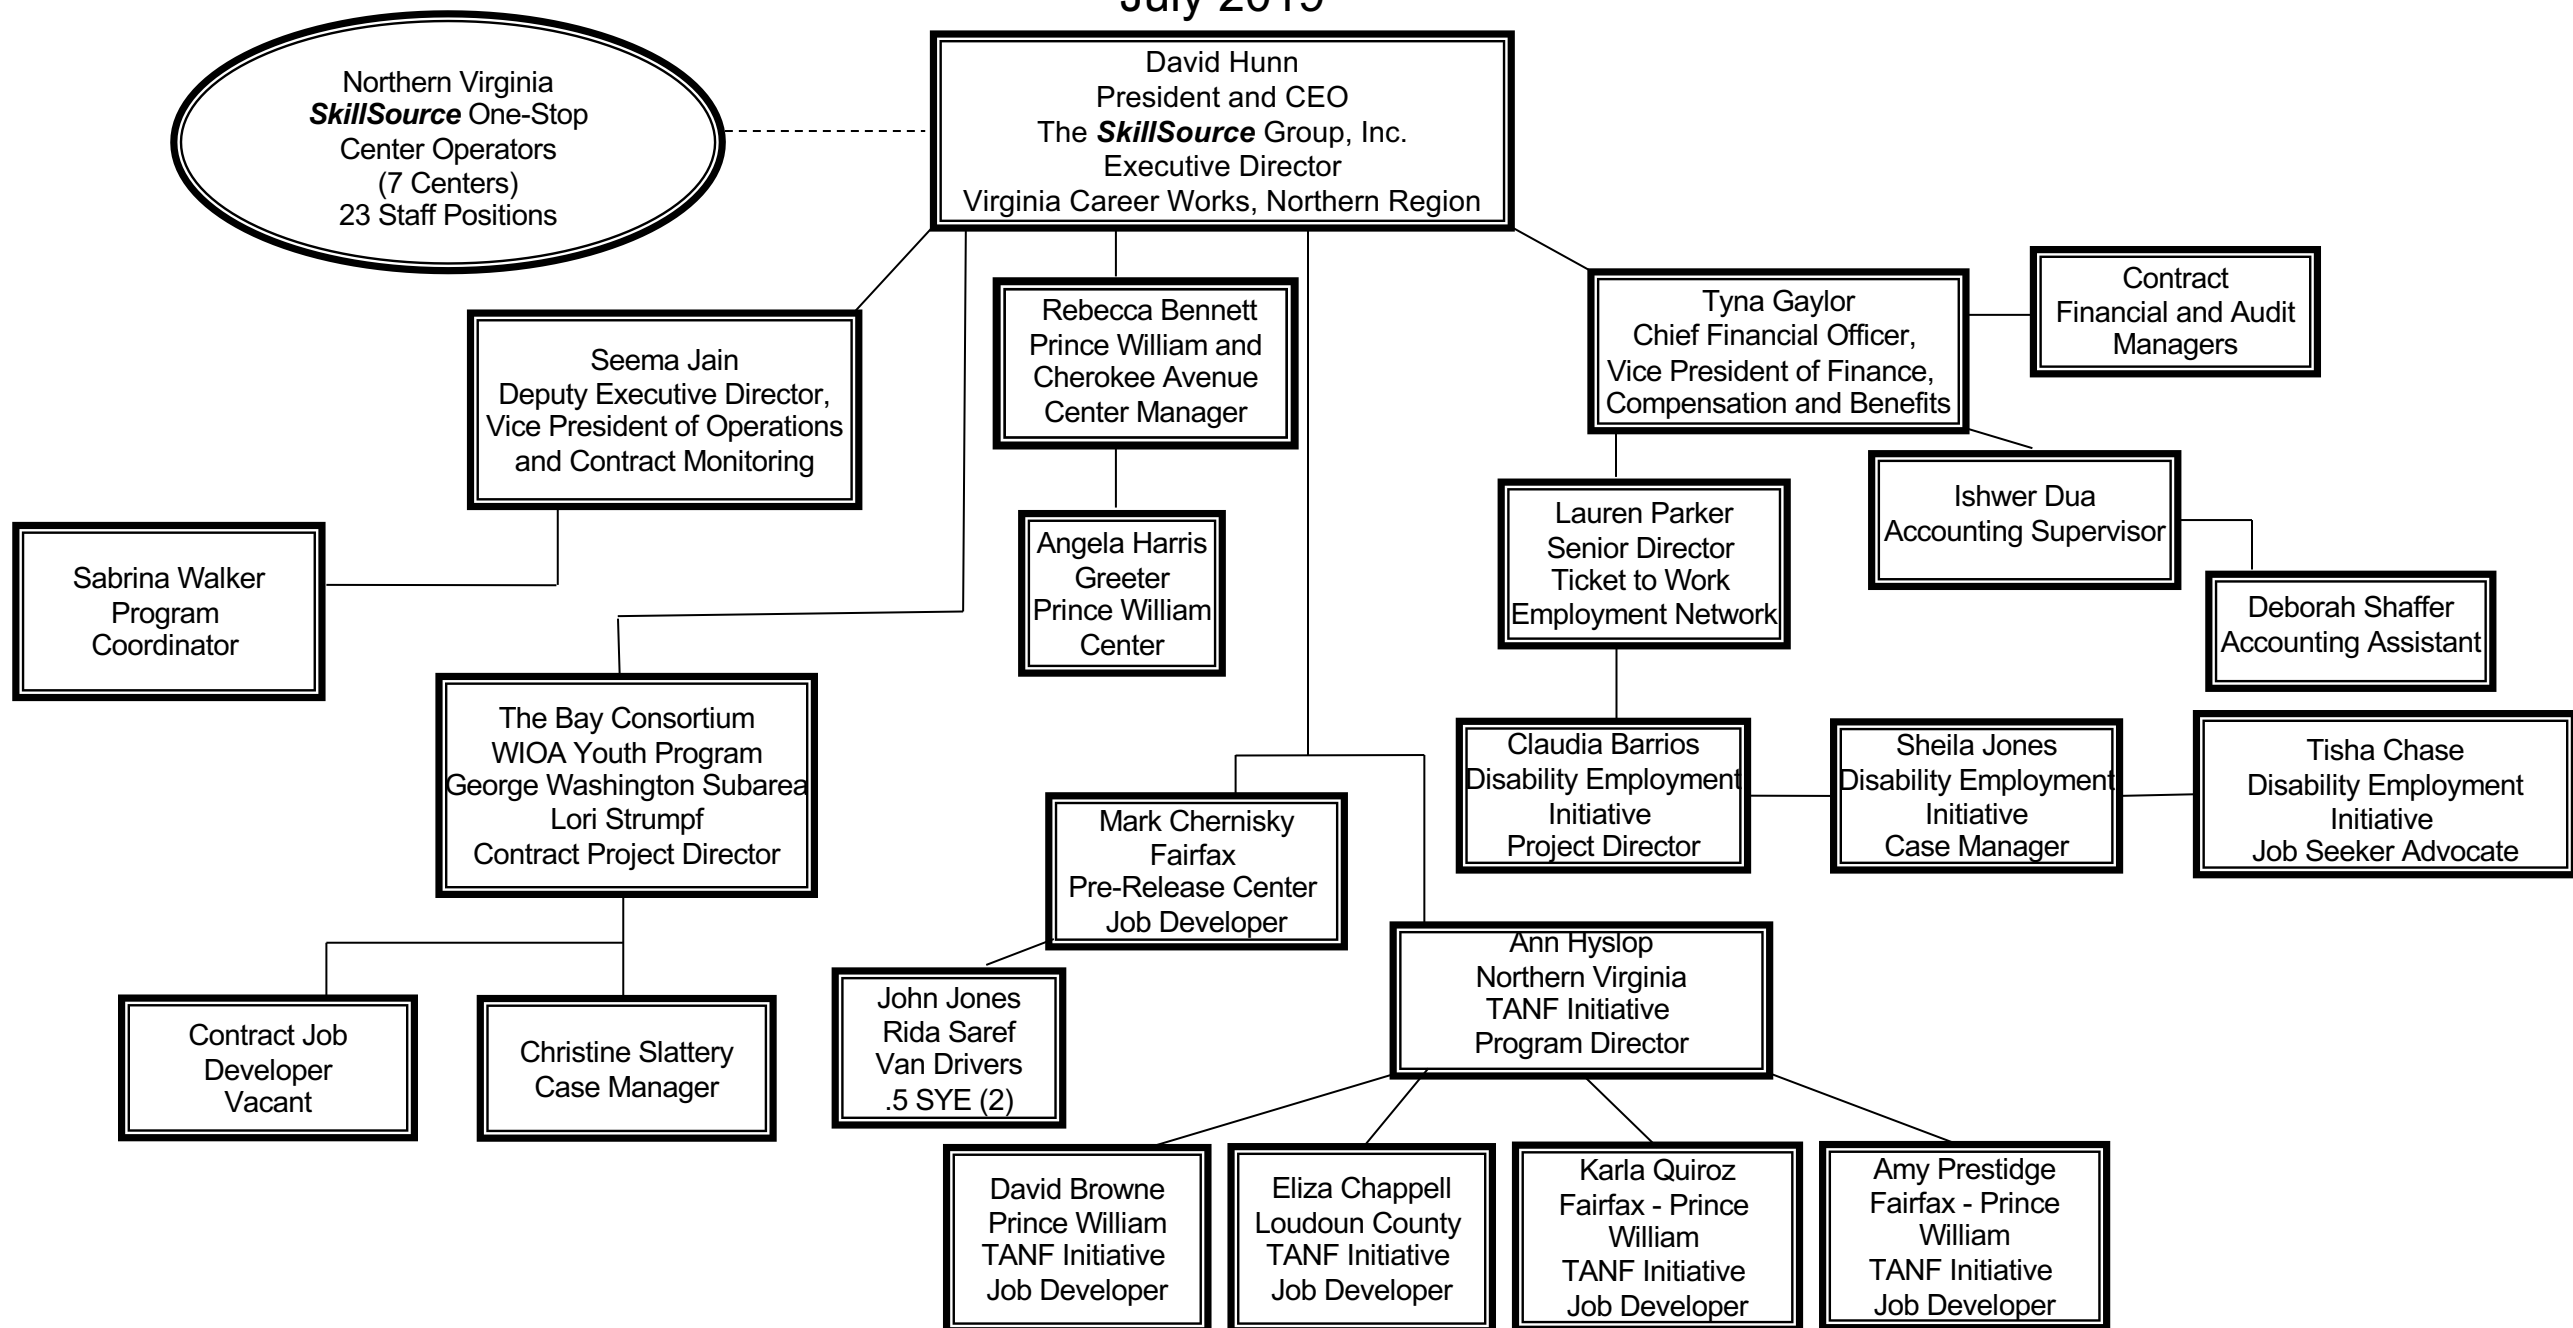 July 2019
Northern Virginia
SkillSource One-Stop
Center Operators
(7 Centers)
23 Staff Positions
David Hunn
President and CEO
The SkillSource Group, Inc.
Executive Director
Virginia Career Works, Northern Region
Seema Jain
Deputy Executive Director,
Vice President of Operations
and Contract Monitoring
Rebecca Bennett
Prince William and
Cherokee Avenue
Center Manager
Tyna Gaylor
Chief Financial Officer,
Vice President of Finance,
Compensation and Benefits
Contract
Financial and Audit
Managers
Sabrina Walker
Program
Coordinator
Angela Harris
Greeter
Prince William
Center
Lauren Parker
Senior Director
Ticket to Work
Employment Network
Ishwer Dua
Accounting Supervisor
Deborah Shaffer
Accounting Assistant
The Bay Consortium
WIOA Youth Program
George Washington Subarea
Lori Strumpf
Contract Project Director
Mark Chernisky
Fairfax
Pre-Release Center
Job Developer
Claudia Barrios
Disability Employment
Initiative
Project Director
Sheila Jones
Disability Employment
Initiative
Case Manager
Tisha Chase
Disability Employment
Initiative
Job Seeker Advocate
Contract Job
Developer
Vacant
Christine Slattery
Case Manager
John Jones
Rida Saref
Van Drivers
.5 SYE (2)
Ann Hyslop
Northern Virginia
TANF Initiative
Program Director
David Browne
Prince William
TANF Initiative
Job Developer
Eliza Chappell
Loudoun County
TANF Initiative
Job Developer
Karla Quiroz
Fairfax - Prince
William
TANF Initiative
Job Developer
Amy Prestidge
Fairfax - Prince
William
TANF Initiative
Job Developer